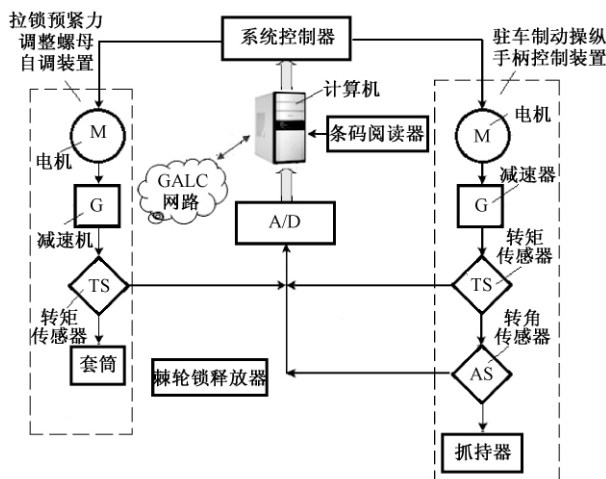 拉锁预紧力
调整螺母
自调装置
系统控制器
驻车制动操纵
手柄控制装置
计算机
M
电机
条码阅读器
M
电机
GALC
网路
G
减速机
A/D
G
减速器
TS
转矩
传感器
TS
转矩
传感器
套筒
棘轮锁释放器
转角
传感器
AS
抓持器